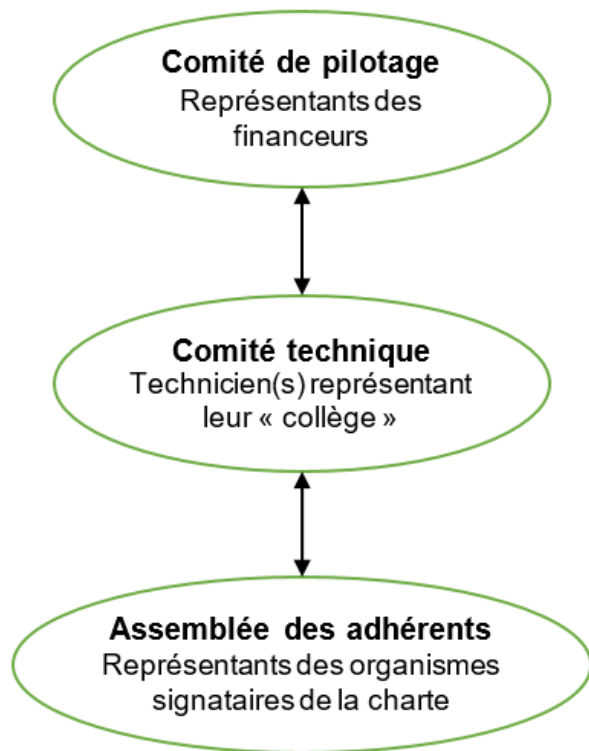 Comité de pilotage
Représentants des
financeurs
Comité technique
Technicien(s) représentant
leur « collège »
Assemblée des adhérents
Représentants des organismes
signataires de la charte